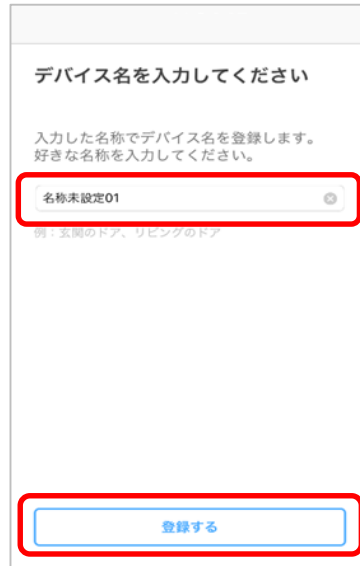 デバイス名を入力してください
入力した名称でデバイス名を登録します。
好きな名称を入力してください。
名称未設定01
例：玄関のドア、リビングのドア
登録する